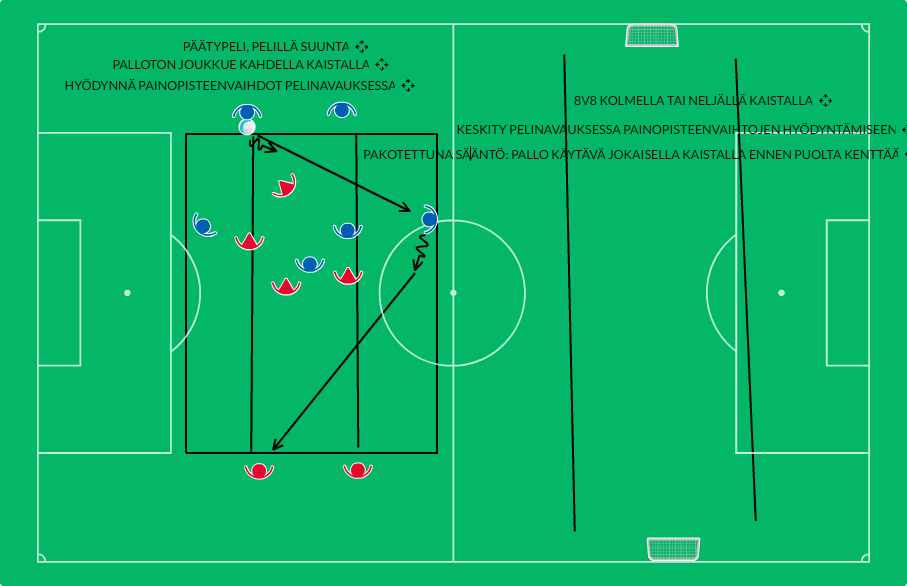 PÄÄTYPELI, PELILLÄ SUUNTA
PALLOTON JOUKKUE KAHDELLA KAISTALLA
HYÖDYNNÄ PAINOPISTEENVAIHDOT PELINAVAUKSESSA
8V8 KOLMELLA TAI NELJÄLLÄ KAISTALLA
KESKITY PELINAVAUKSESSA PAINOPISTEENVAIHTOJEN HYÖDYNTÄMISEEN
PAKOTETTUNA SÄÄNTÖ: PALLO KÄYTÄVÄ JOKAISELLA KAISTALLA ENNEN PUOLTA KENTTÄÄ